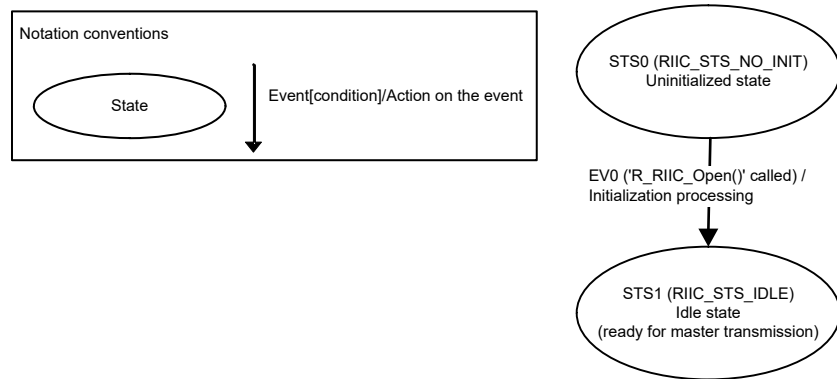 Notation conventions
State
Event[condition]/Action on the event
STS0 (RIIC_STS_NO_INIT)
Uninitialized state
EV0 ('R_RIIC_Open()' called) /
Initialization processing
STS1 (RIIC_STS_IDLE)
Idle state
(ready for master transmission)